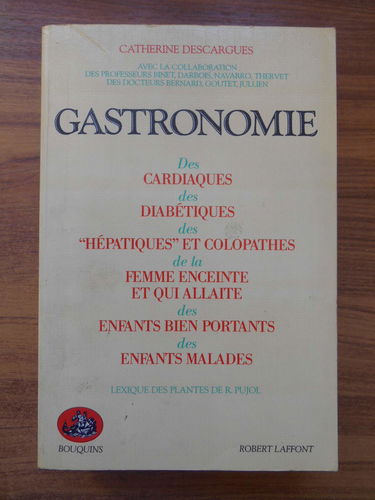 CATHERINE DESCARGUES
AVEC LA COLLABORATION
DES PROFESSEURS BINET, DARBOIS, NAVARRO, THERVET
DES DOCTEURS BERNARD, GOUTET, JULLIEN
GASTRONOMIE
Des
CARDIAQUES
des
DIABÉTIQUES
des
“HÉPATIQUES” ET COLOPATHES
de la
FEMME ENCEINTE
ET QUI ALLAITE
des
ENFANTS BIEN PORTANTS
des
ENFANTS MALADES
LEXIQUE DES PLANTES DE R. PUJOL
BOUQUINS
ROBERT LAFFONT